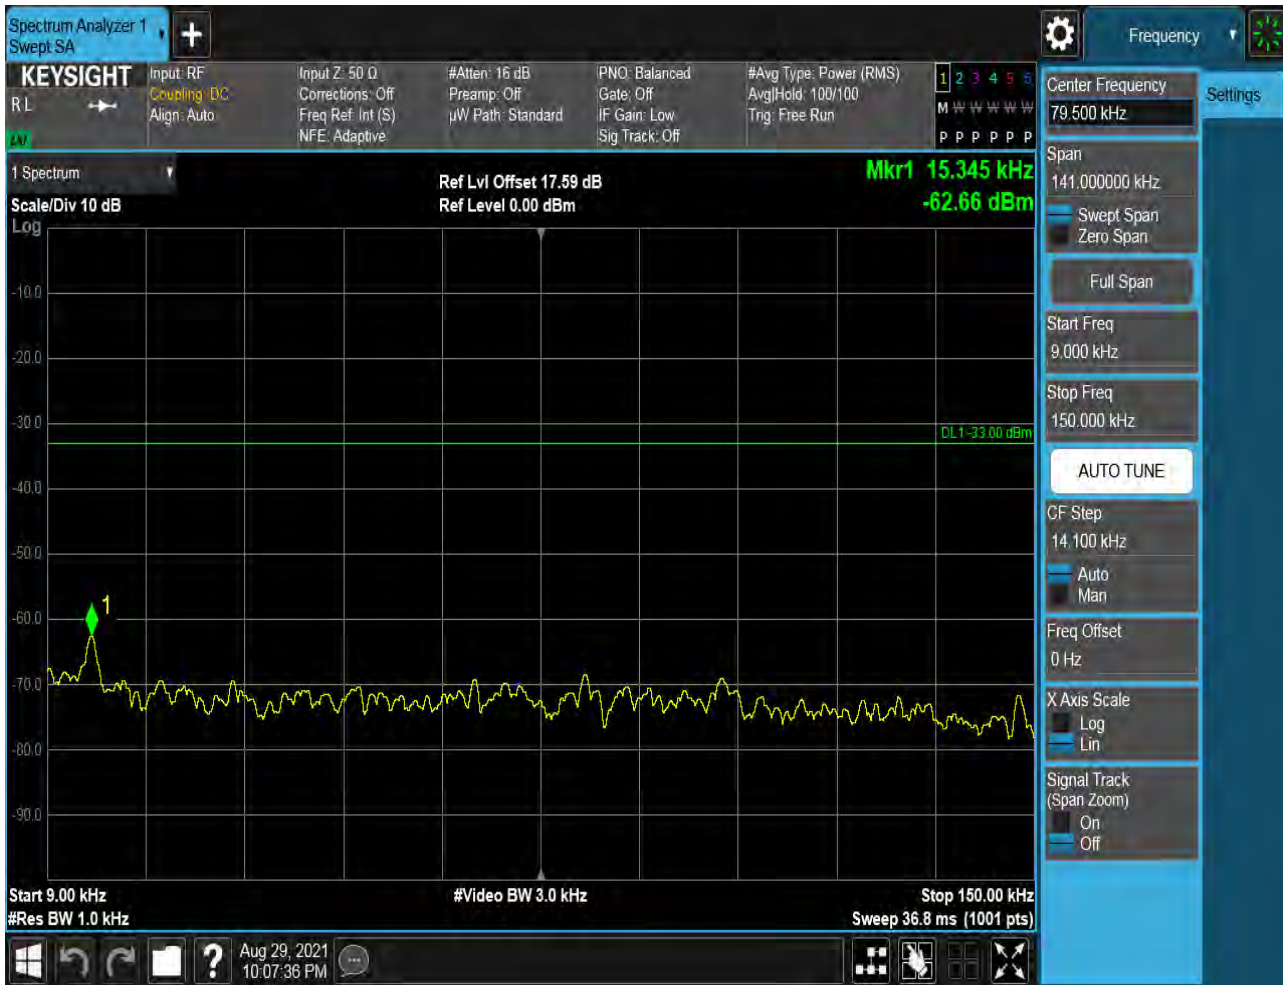 Spectrum Analyzer 1
Swept SA
Frequency
KEYSIGHT
R L
LXI
Input: RF
Coupling: DC
Align: Auto
Input Z: 50 Ω
Corrections: Off
Freq Ref: Int (S)
NFE: Adaptive
#Atten: 16 dB
Preamp: Off
µW Path: Standard
PNO: Balanced
Gate: Off
IF Gain: Low
Sig Track: Off
#Avg Type: Power (RMS)
Avg|Hold: 100/100
Trig: Free Run
1 2 3 4 5 6
M W W W W W
P P P P P P
1 Spectrum
Scale/Div 10 dB
Log
Ref Lvl Offset 17.59 dB
Ref Level 0.00 dBm
Mkr1 15.345 kHz
-62.66 dBm
-10.0
-20.0
-30.0
DL1 -33.00 dBm
-40.0
-50.0
-60.0
1
-70.0
-80.0
-90.0
Start 9.00 kHz
#Res BW 1.0 kHz
#Video BW 3.0 kHz
Stop 150.00 kHz
Sweep 36.8 ms (1001 pts)
Aug 29, 2021
10:07:36 PM
Center Frequency
79.500 kHz
Settings
Span
141.000000 kHz
Swept Span
Zero Span
Full Span
Start Freq
9.000 kHz
Stop Freq
150.000 kHz
AUTO TUNE
CF Step
14.100 kHz
Auto
Man
Freq Offset
0 Hz
X Axis Scale
Log
Lin
Signal Track
(Span Zoom)
On
Off